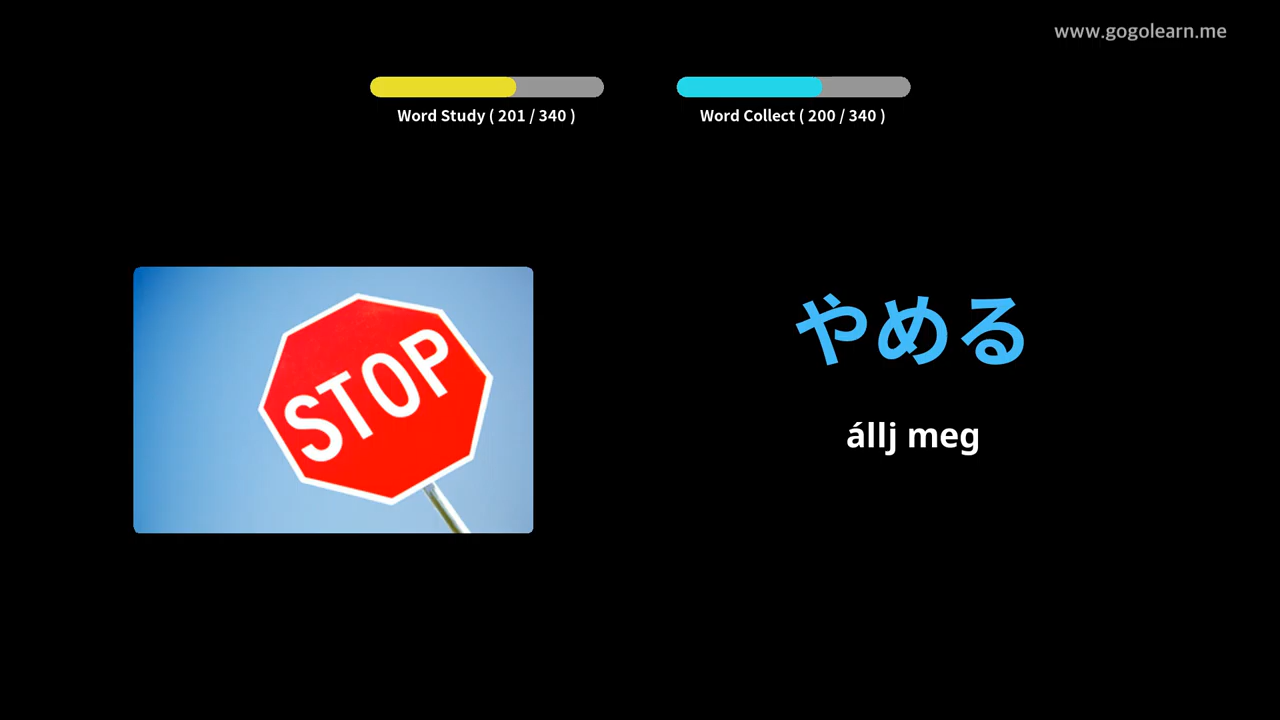 www.gogolearn.me
Word Study ( 201 / 340 )
Word Collect ( 200 / 340 )
STOP
やめる
állj meg